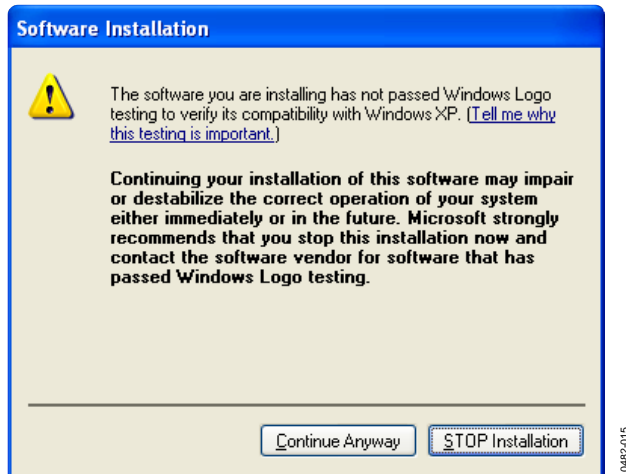 Software Installation
The software you are installing has not passed Windows Logo
testing to verify its compatibility with Windows XP. (Tell me why
this testing is important.)
Continuing your installation of this software may impair
or destabilize the correct operation of your system
either immediately or in the future. Microsoft strongly
recommends that you stop this installation now and
contact the software vendor for software that has
passed Windows Logo testing.
Continue Anyway
STOP Installation